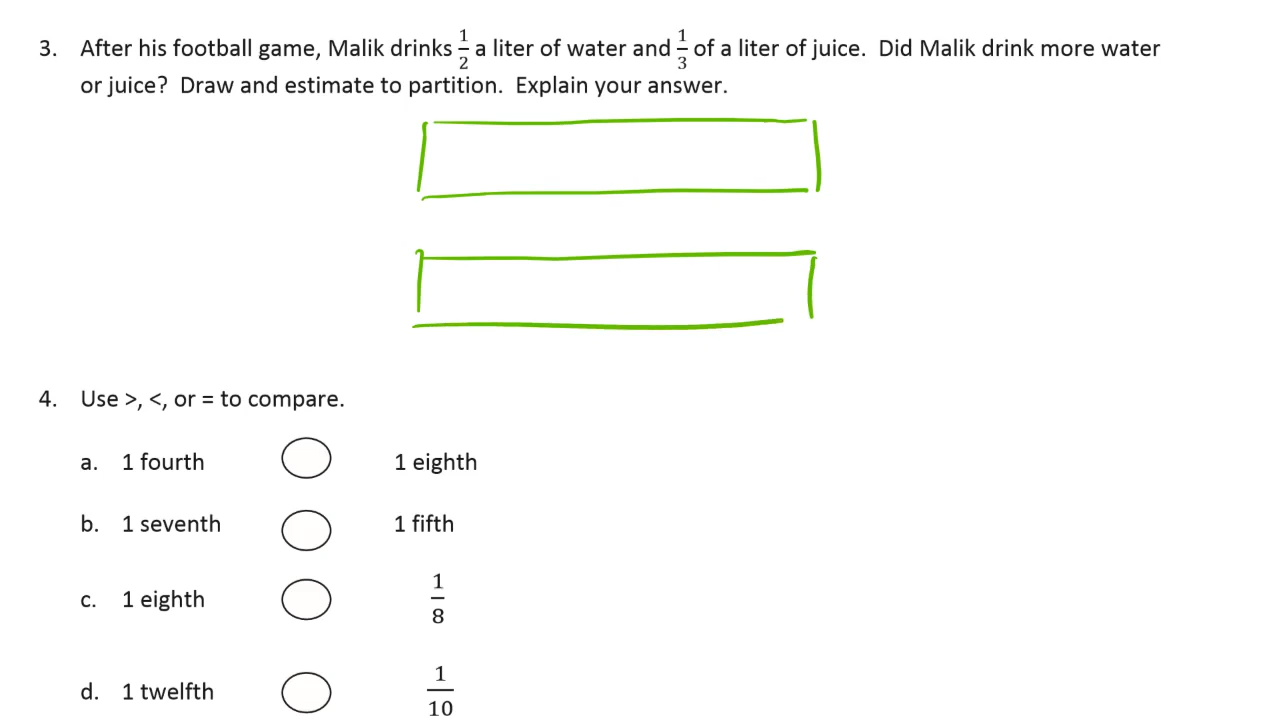 3. After his football game, Malik drinks 1/2 a liter of water and 1/3 of a liter of juice. Did Malik drink more water
or juice? Draw and estimate to partition. Explain your answer.
4. Use >, <, or = to compare.
a. 1 fourth 1 eighth
b. 1 seventh 1 fifth
c. 1 eighth 1/8
d. 1 twelfth 1/10